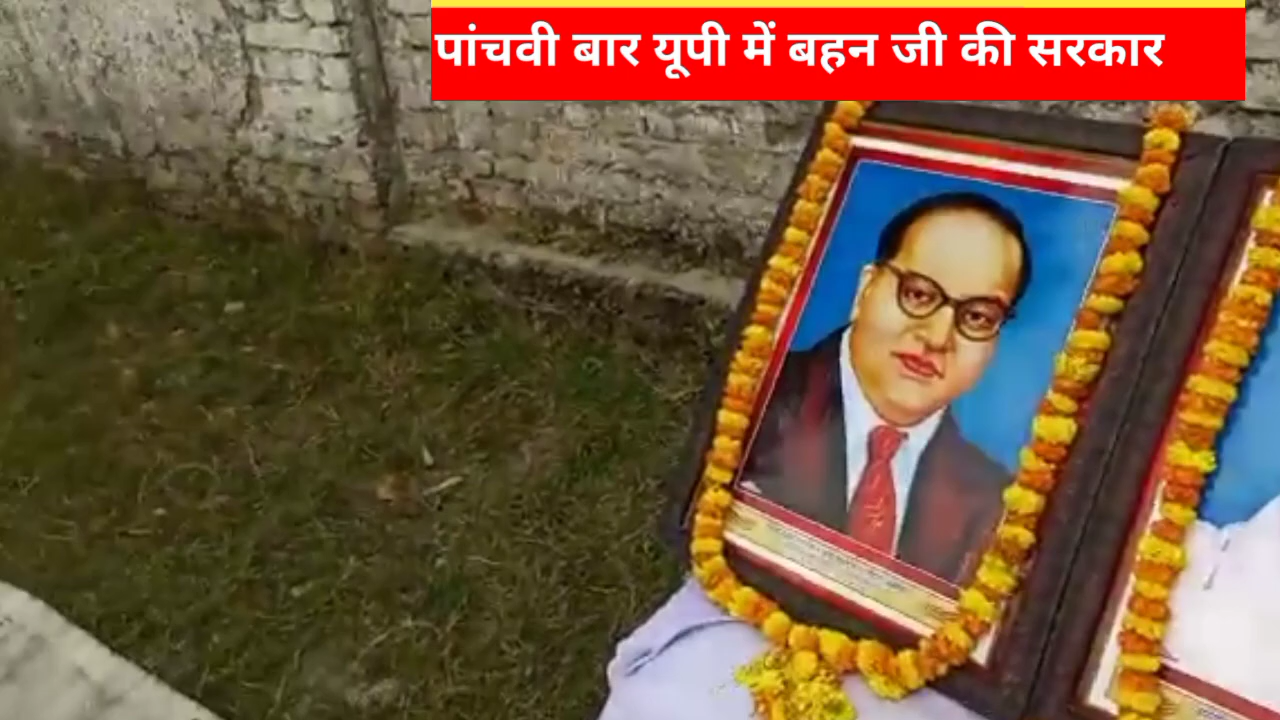 पांचवी बार यूपी में बहन जी की सरकार